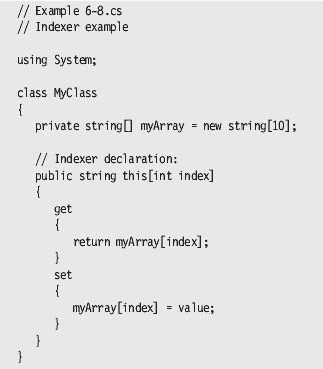 // Example 6-8.cs
// Indexer example
using System;
class MyClass
{
private string[] myArray = new string[10];
// Indexer declaration:
public string this[int index]
{
get
{
return myArray[index];
}
set
{
myArray[index] = value;
}
}
}